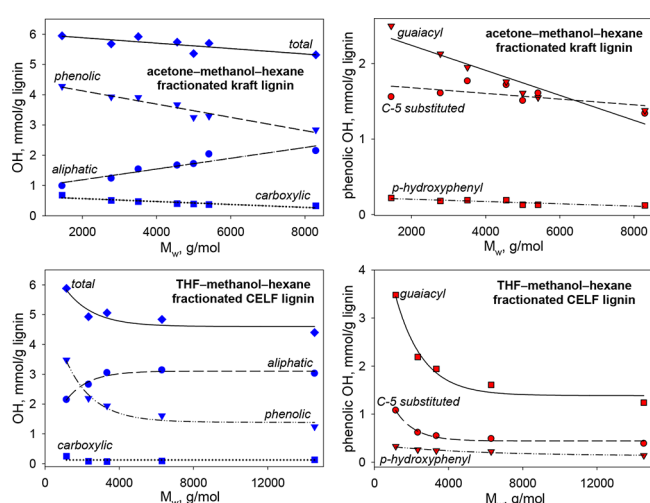 6
total
5
acetone–methanol–hexane
fractionated kraft lignin
phenolic
4
3
2
aliphatic
1
carboxylic
0
2000 4000 6000 8000
OH, mmol/g lignin
Mw, g/mol
guaiacyl
acetone–methanol–hexane
fractionated kraft lignin
2
C-5 substituted
1
p-hydroxyphenyl
0
2000 4000 6000 8000
phenolic OH, mmol/g lignin
Mw, g/mol
6
total
THF–methanol–hexane
fractionated CELF lignin
5
4
aliphatic
3
2
phenolic
1
carboxylic
0
0 4000 8000 12000
OH, mmol/g lignin
4
guaiacyl
THF–methanol–hexane
fractionated CELF lignin
3
2
C-5 substituted
1
p-hydroxyphenyl
0
0 4000 8000 12000
phenolic OH, mmol/g lignin